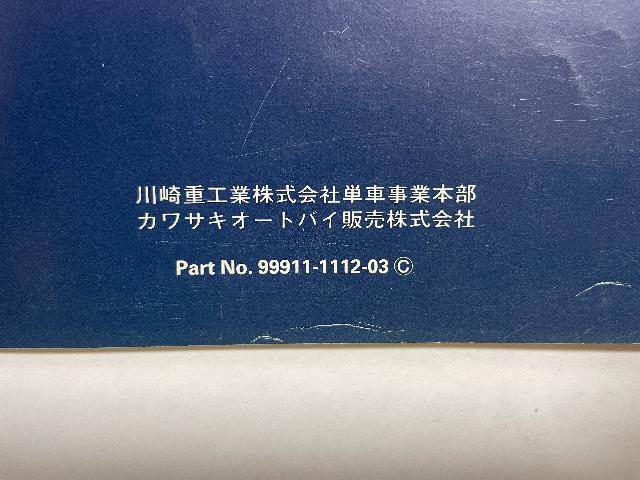 川崎重工業株式会社単車事業本部
カワサキオートバイ販売株式会社
Part No. 99911-1112-03 Ⓒ